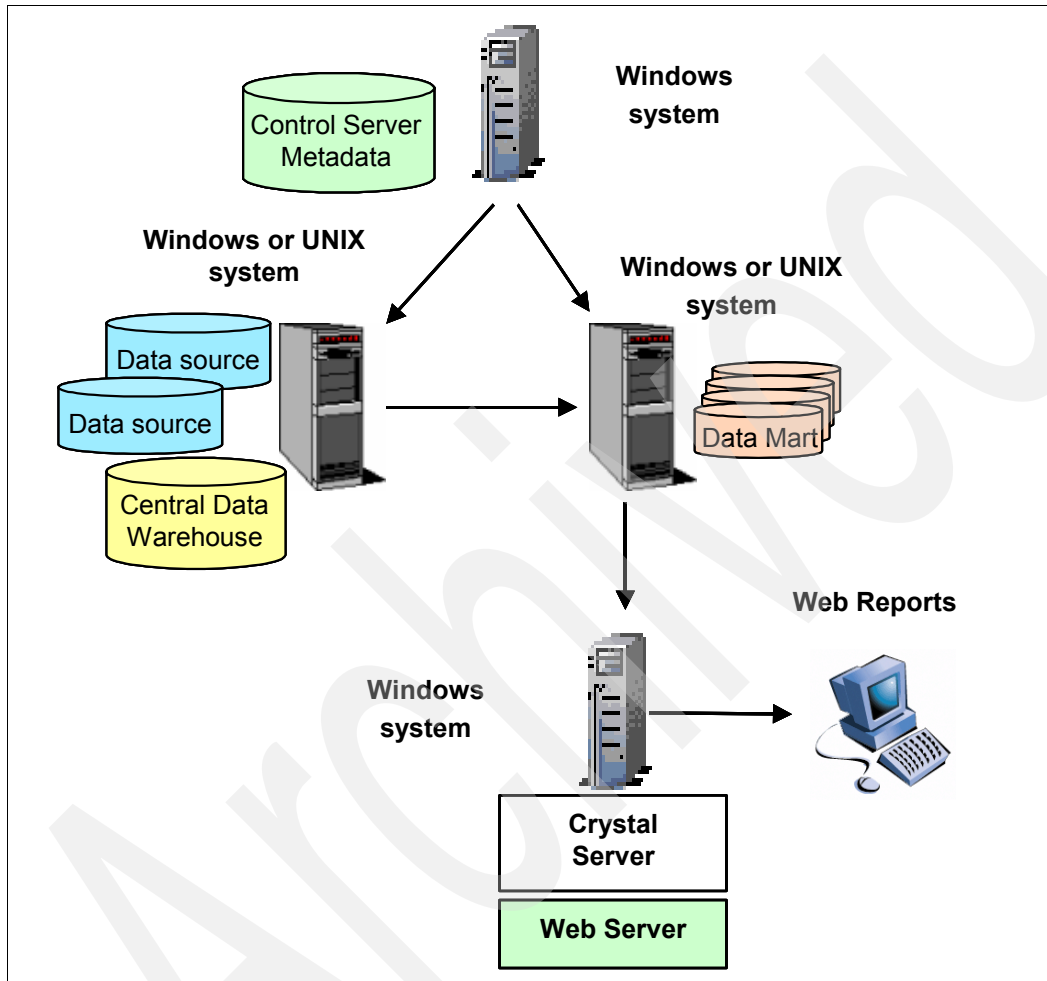 Windows
system
Control Server
Metadata
Windows or UNIX
system
Windows or UNIX
system
Data source
Data source
Central Data
Warehouse
Data Mart
Web Reports
Windows
system
Crystal
Server
Web Server
Archived